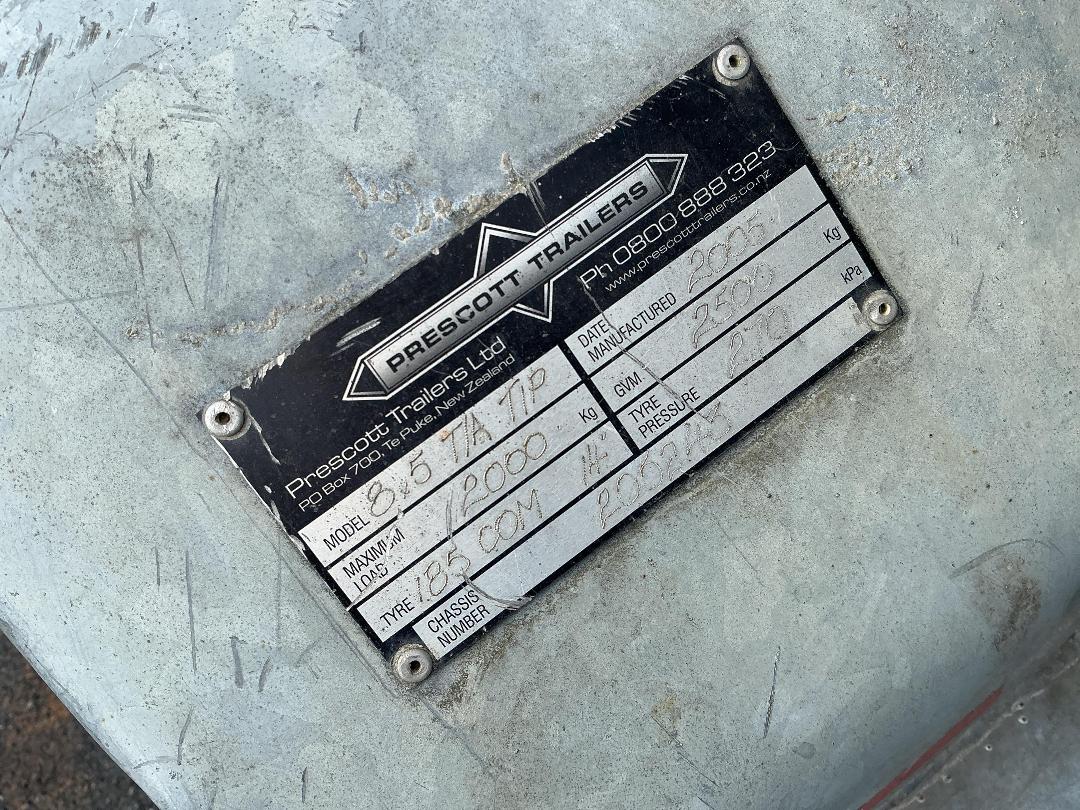 PRESCOTT TRAILERS
Prescott Trailers Ltd
PO Box 700, Te Puke, New Zealand
Ph 0800 888 323
www.prescotttrailers.co.nz
MODEL 8x5 T/A TIP
DATE MANUFACTURED 2005
MAXIMUM LOAD 2000 Kg
GVM 2500 Kg
TYRE 185 COM 14"
TYRE PRESSURE 270 kPa
CHASSIS NUMBER